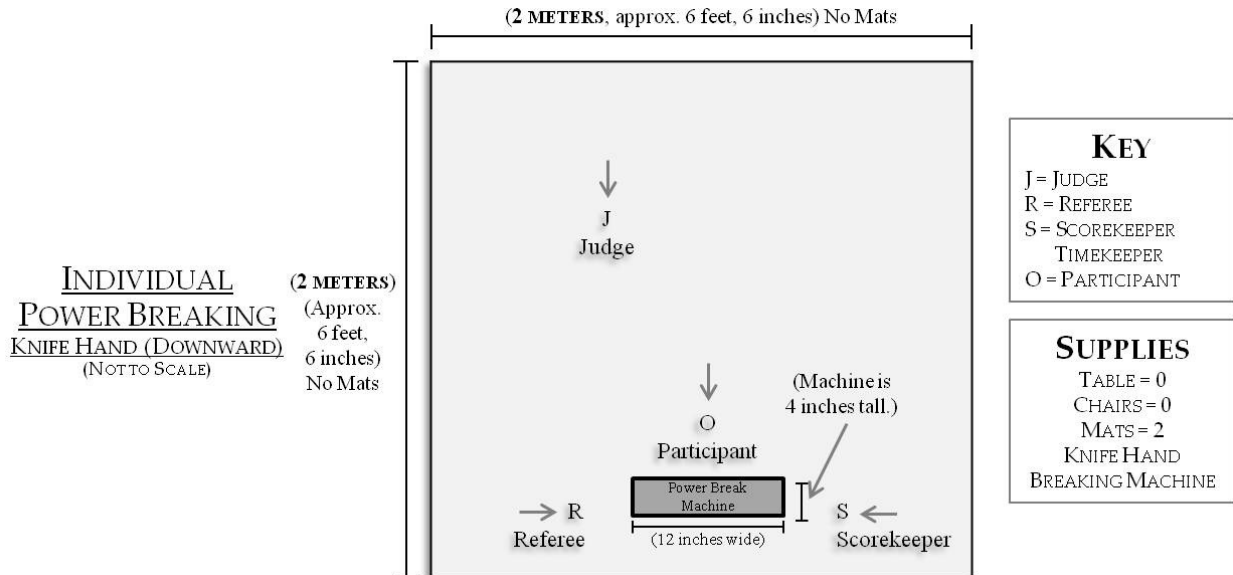 (2 METERS, approx. 6 feet, 6 inches) No Mats
INDIVIDUAL
POWER BREAKING
KNIFE HAND (DOWNWARD)
(NOT TO SCALE)
(2 METERS)
(Approx.
6 feet,
6 inches)
No Mats
J
Judge
O
Participant
(Machine is
4 inches tall.)
Power Break
Machine
R
Referee
(12 inches wide)
S
Scorekeeper
KEY
J = JUDGE
R = REFEREE
S = SCOREKEEPER
TIMEKEEPER
O = PARTICIPANT
SUPPLIES
TABLE = 0
CHAIRS = 0
MATS = 2
KNIFE HAND
BREAKING MACHINE